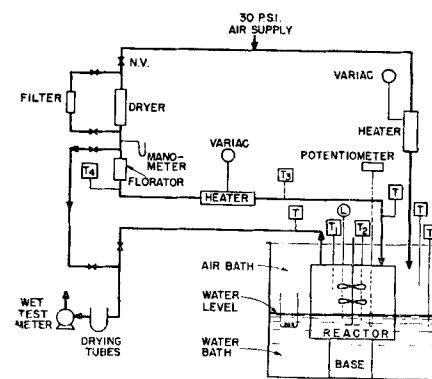 30 P.S.I.
AIR SUPPLY
N.V.
VARIAC
FILTER
DRYER
HEATER
VARIAC
POTENTIOMETER
MANO-
METER
T4
FLORATOR
T3
HEATER
T
T
T
L
T1
T2
T
AIR BATH
WATER
LEVEL
WET
TEST
METER
REACTOR
DRYING
TUBES
WATER
BATH
BASE